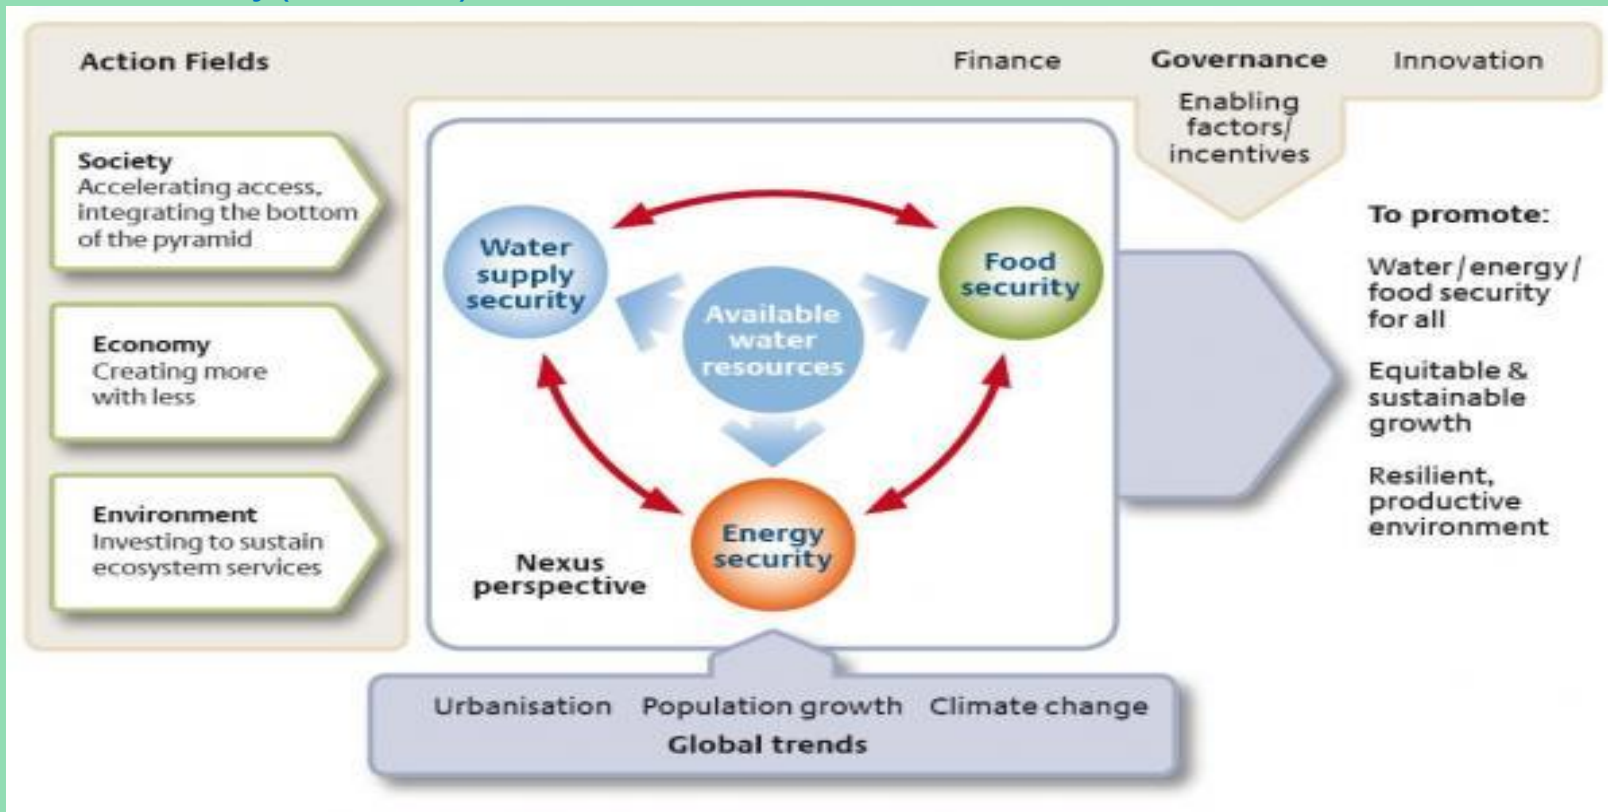 Action Fields
Finance
Governance
Innovation
Enabling
factors/
incentives
Society
Accelerating access,
integrating the bottom
of the pyramid
Economy
Creating more
with less
Environment
Investing to sustain
ecosystem services
Water
supply
security
Food
security
Available
water
resources
Energy
security
Nexus
perspective
To promote:
Water/energy/
food security
for all
Equitable &
sustainable
growth
Resilient,
productive
environment
Urbanisation
Population growth
Climate change
Global trends